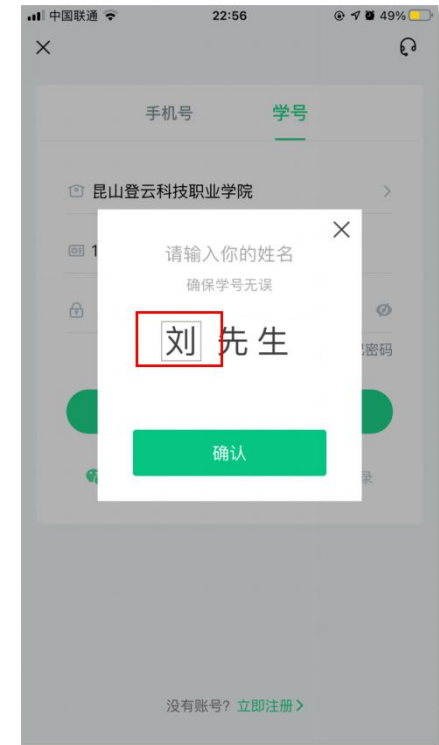 中国联通 22:56 49%
手机号 学号
昆山登云科技职业学院
1
请输入你的姓名
确保学号无误
刘 先生
密码
确认
录
没有账号? 立即注册>